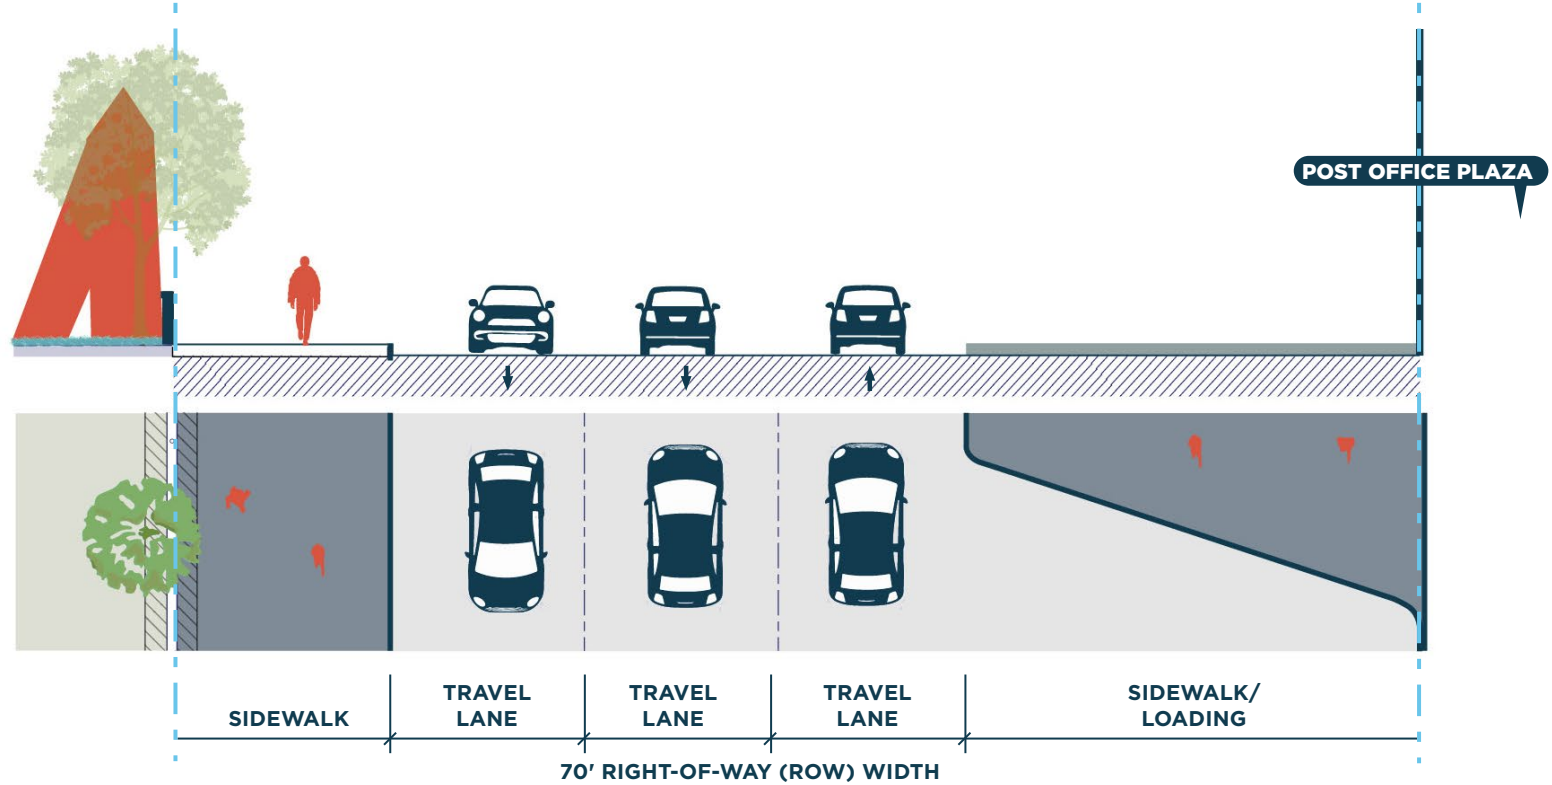 POST OFFICE PLAZA
SIDEWALK
TRAVEL
LANE
TRAVEL
LANE
TRAVEL
LANE
SIDEWALK/
LOADING
70' RIGHT-OF-WAY (ROW) WIDTH